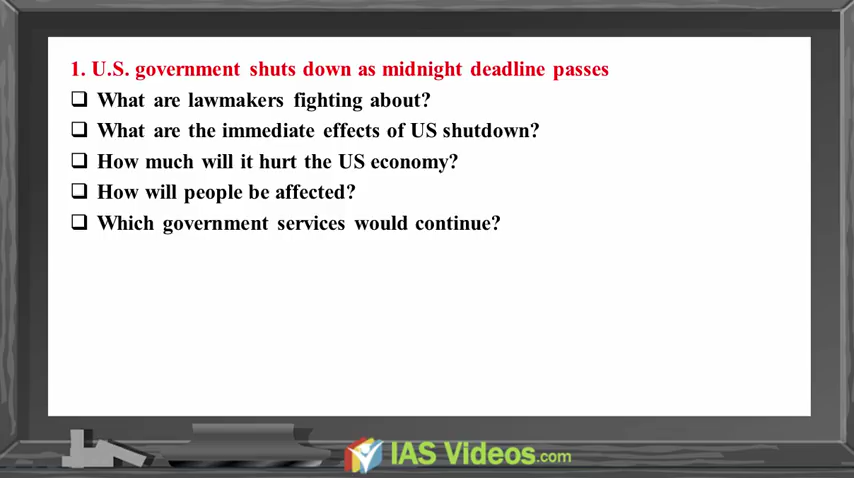 1. U.S. government shuts down as midnight deadline passes
❑ What are lawmakers fighting about?
❑ What are the immediate effects of US shutdown?
❑ How much will it hurt the US economy?
❑ How will people be affected?
❑ Which government services would continue?
IAS Videos.com